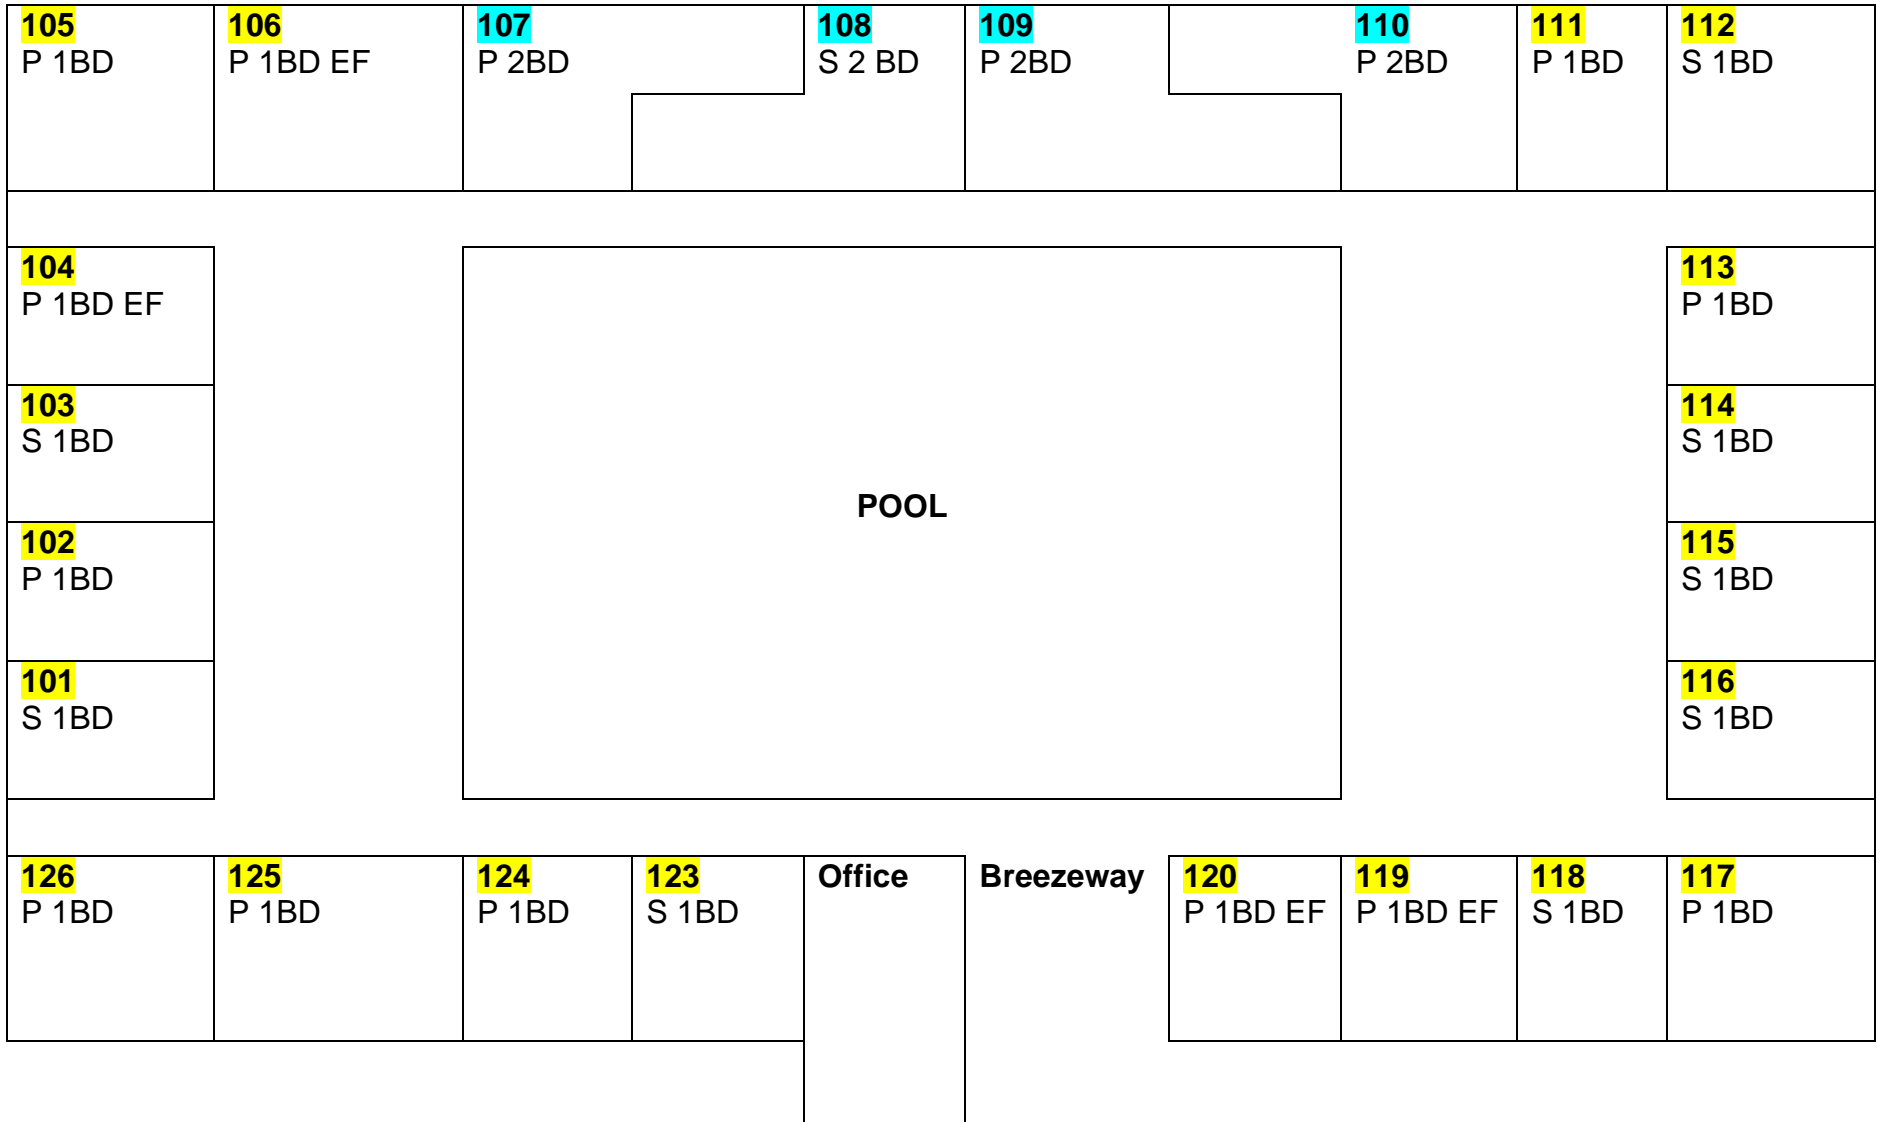 105
P 1BD
106
P 1BD EF
107
P 2BD
108
S 2 BD
109
P 2BD
110
P 2BD
111
P 1BD
112
S 1BD
104
P 1BD EF
113
P 1BD
103
S 1BD
114
S 1BD
POOL
102
P 1BD
115
S 1BD
101
S 1BD
116
S 1BD
126
P 1BD
125
P 1BD
124
P 1BD
123
S 1BD
Office
Breezeway
120
P 1BD EF
119
P 1BD EF
118
S 1BD
117
P 1BD